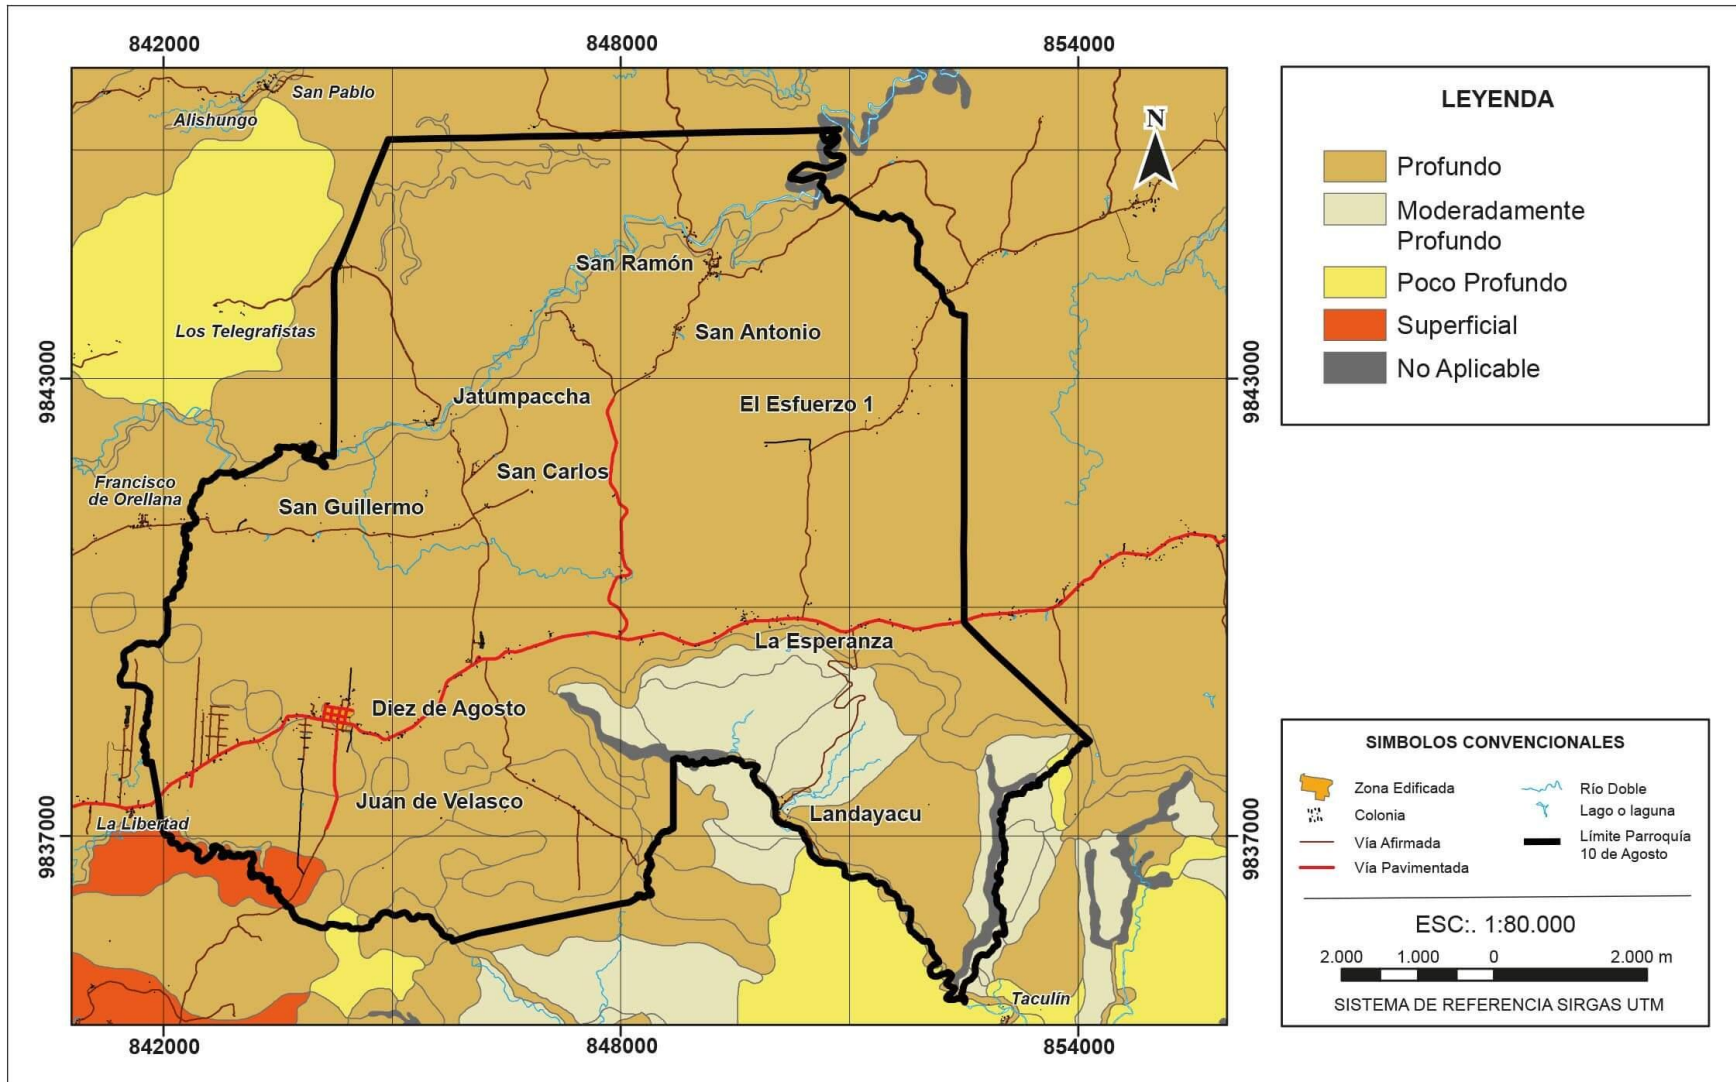 842000
848000
854000
San Pablo
Alishungo
N
San Ramón
Los Telegrafistas
San Antonio
9843000
9843000
Jatumpaccha
El Esfuerzo 1
San Carlos
Francisco
de Orellana
San Guillermo
La Esperanza
Diez de Agosto
Juan de Velasco
Landayacu
La Libertad
9837000
9837000
Taculín
842000
848000
854000
LEYENDA
Profundo
Moderadamente
Profundo
Poco Profundo
Superficial
No Aplicable
SIMBOLOS CONVENCIONALES
Zona Edificada
Colonia
Vía Afirmada
Vía Pavimentada
Río Doble
Lago o laguna
Límite Parroquía
10 de Agosto
ESC:. 1:80.000
2.000 1.000 0 2.000 m
SISTEMA DE REFERENCIA SIRGAS UTM